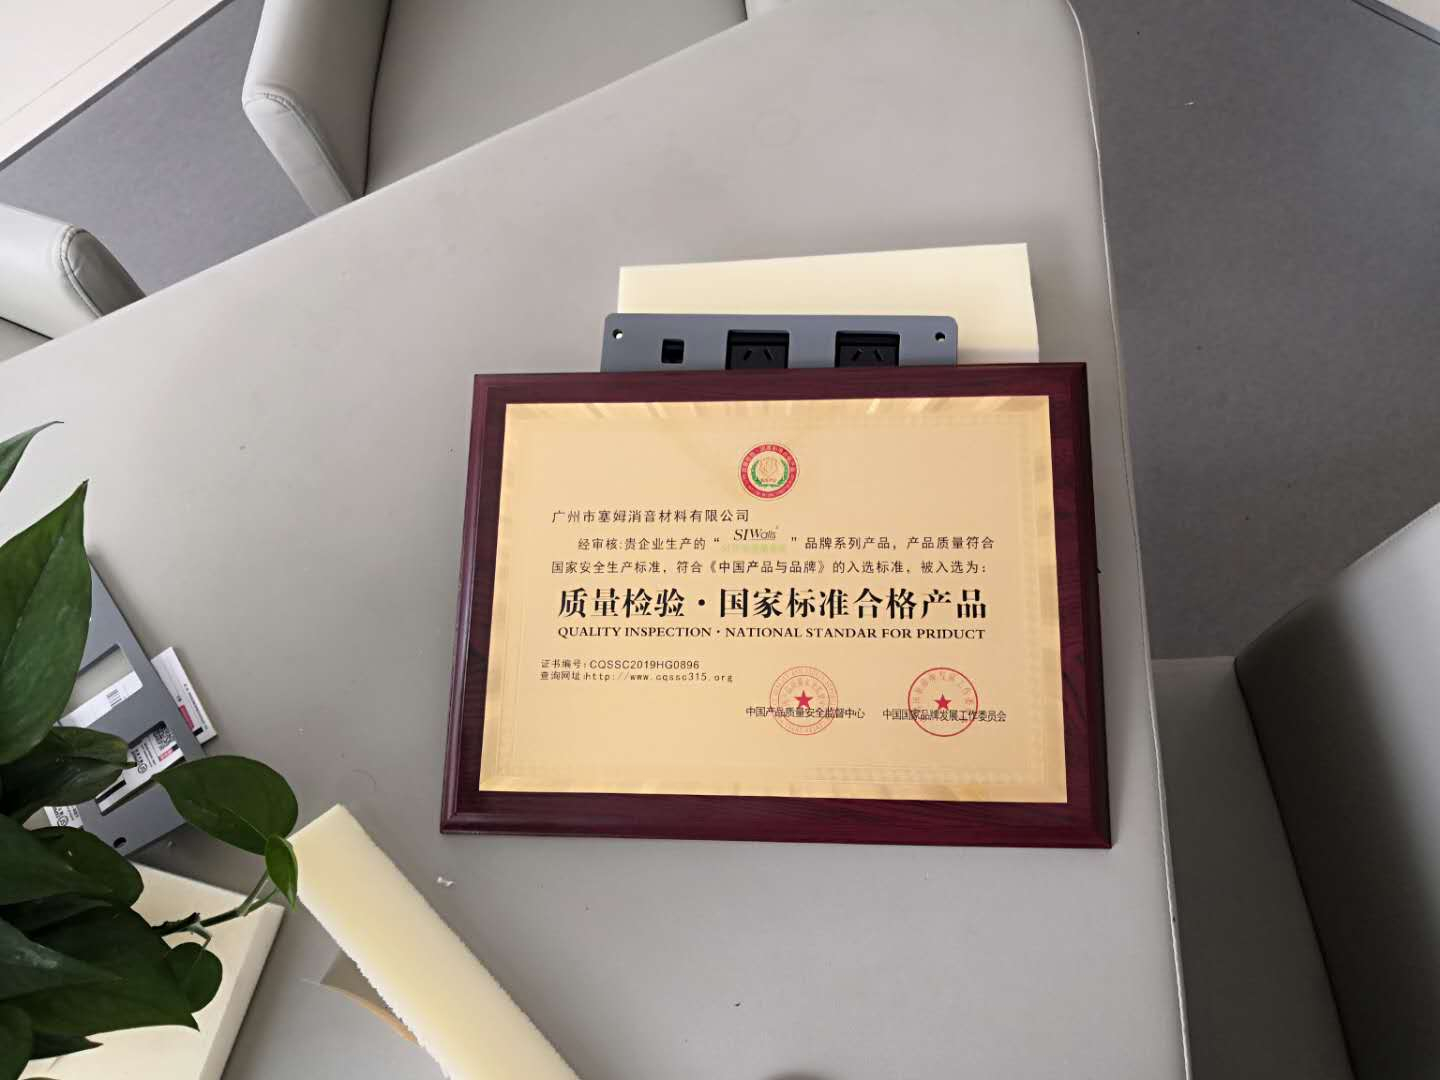 广州市塞姆消音材料有限公司
经审核:贵企业生产的“ SIWalls ”品牌系列产品，产品质量符合
国家安全生产标准，符合《中国产品与品牌》的入选标准，被入选为：
质量检验·国家标准合格产品
QUALITY INSPECTION · NATIONAL STANDAR FOR PRIDUCT
证书编号：CQSSC2019HG0896
查询网址:http://www.cqssc315.org
中国产品质量安全监督中心 中国国家品牌发展工作委员会